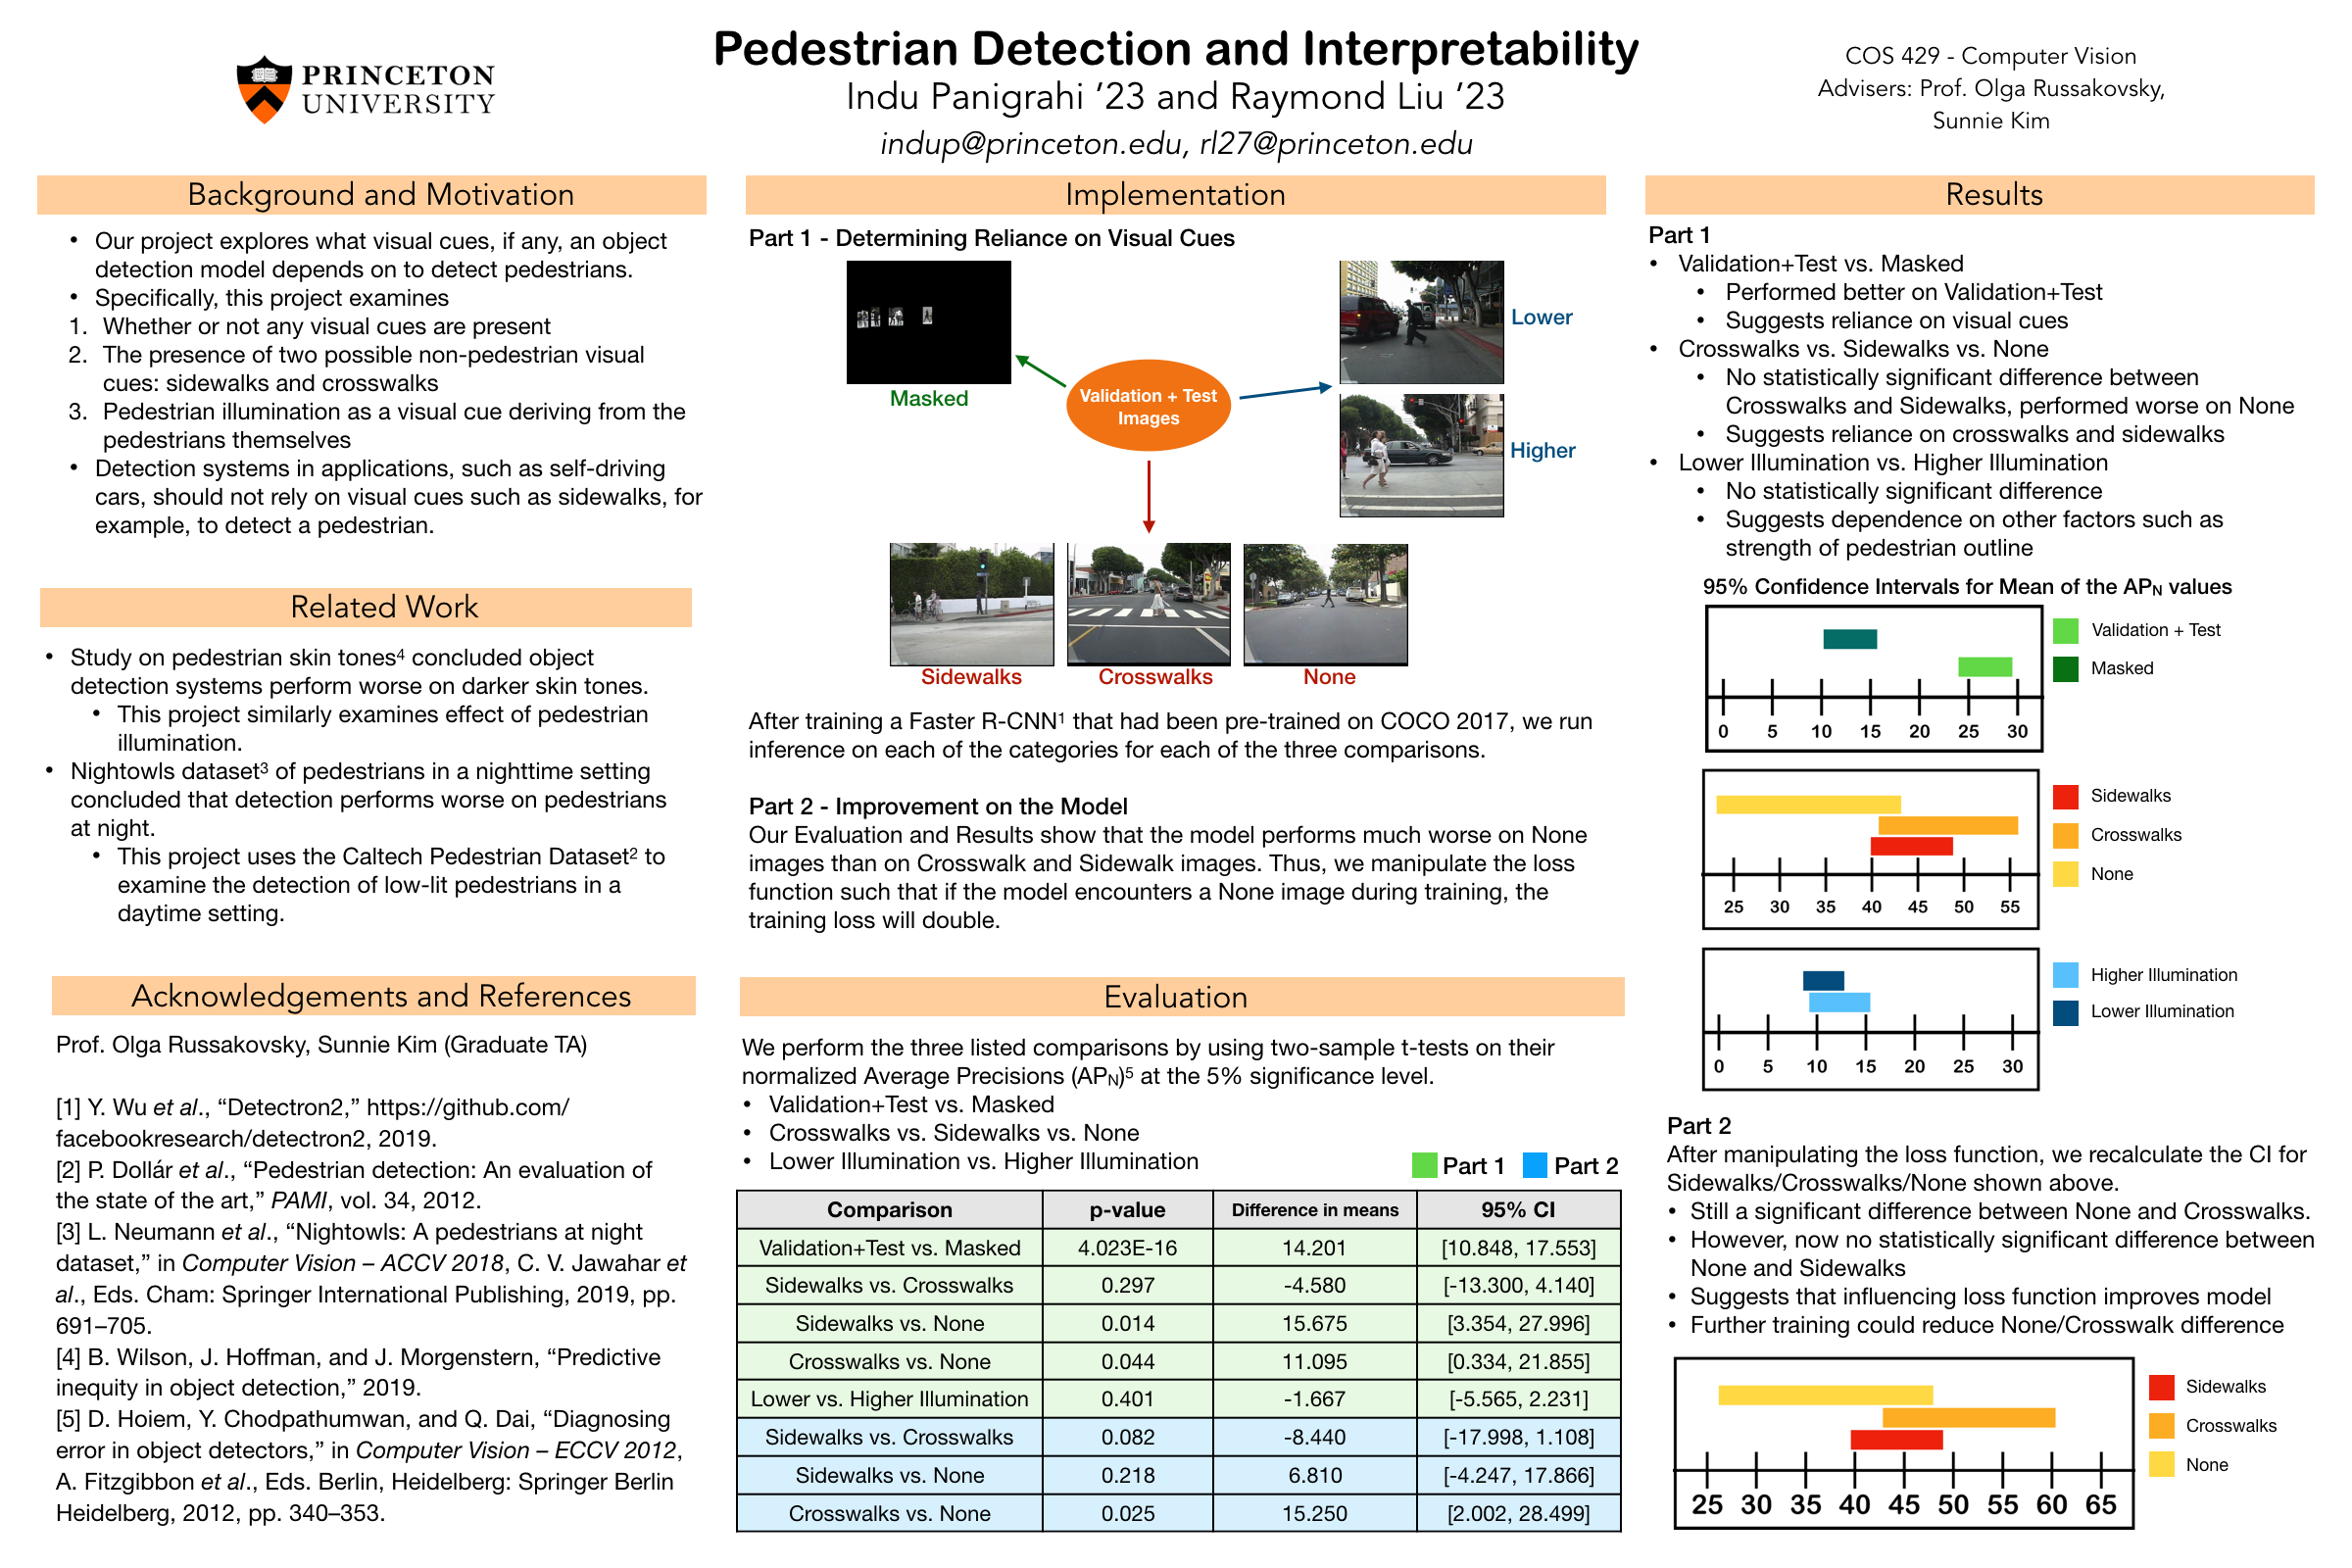 PRINCETON
UNIVERSITY
Pedestrian Detection and Interpretability
Indu Panigrahi ’23 and Raymond Liu ’23
indup@princeton.edu, rl27@princeton.edu
COS 429 - Computer Vision
Advisers: Prof. Olga Russakovsky,
Sunnie Kim
Background and Motivation
• Our project explores what visual cues, if any, an object
detection model depends on to detect pedestrians.
• Specifically, this project examines
1. Whether or not any visual cues are present
2. The presence of two possible non-pedestrian visual
cues: sidewalks and crosswalks
3. Pedestrian illumination as a visual cue deriving from the
pedestrians themselves
• Detection systems in applications, such as self-driving
cars, should not rely on visual cues such as sidewalks, for
example, to detect a pedestrian.
Related Work
• Study on pedestrian skin tones⁴ concluded object
detection systems perform worse on darker skin tones.
• This project similarly examines effect of pedestrian
illumination.
• Nightowls dataset³ of pedestrians in a nighttime setting
concluded that detection performs worse on pedestrians
at night.
• This project uses the Caltech Pedestrian Dataset² to
examine the detection of low-lit pedestrians in a
daytime setting.
Acknowledgements and References
Prof. Olga Russakovsky, Sunnie Kim (Graduate TA)
[1] Y. Wu et al., “Detectron2,” https://github.com/
facebookresearch/detectron2, 2019.
[2] P. Dollár et al., “Pedestrian detection: An evaluation of
the state of the art,” PAMI, vol. 34, 2012.
[3] L. Neumann et al., “Nightowls: A pedestrians at night
dataset,” in Computer Vision – ACCV 2018, C. V. Jawahar et
al., Eds. Cham: Springer International Publishing, 2019, pp.
691–705.
[4] B. Wilson, J. Hoffman, and J. Morgenstern, “Predictive
inequity in object detection,” 2019.
[5] D. Hoiem, Y. Chodpathumwan, and Q. Dai, “Diagnosing
error in object detectors,” in Computer Vision – ECCV 2012,
A. Fitzgibbon et al., Eds. Berlin, Heidelberg: Springer Berlin
Heidelberg, 2012, pp. 340–353.
Implementation
Part 1 - Determining Reliance on Visual Cues
Masked
Validation + Test
Images
Lower
Higher
Sidewalks
Crosswalks
None
After training a Faster R-CNN¹ that had been pre-trained on COCO 2017, we run
inference on each of the categories for each of the three comparisons.
Part 2 - Improvement on the Model
Our Evaluation and Results show that the model performs much worse on None
images than on Crosswalk and Sidewalk images. Thus, we manipulate the loss
function such that if the model encounters a None image during training, the
training loss will double.
Evaluation
We perform the three listed comparisons by using two-sample t-tests on their
normalized Average Precisions (APN)⁵ at the 5% significance level.
• Validation+Test vs. Masked
• Crosswalks vs. Sidewalks vs. None
• Lower Illumination vs. Higher Illumination
Part 1 Part 2
Comparison p-value Difference in means 95% CI
Validation+Test vs. Masked 4.023E-16 14.201 [10.848, 17.553]
Sidewalks vs. Crosswalks 0.297 -4.580 [-13.300, 4.140]
Sidewalks vs. None 0.014 15.675 [3.354, 27.996]
Crosswalks vs. None 0.044 11.095 [0.334, 21.855]
Lower vs. Higher Illumination 0.401 -1.667 [-5.565, 2.231]
Sidewalks vs. Crosswalks 0.082 -8.440 [-17.998, 1.108]
Sidewalks vs. None 0.218 6.810 [-4.247, 17.866]
Crosswalks vs. None 0.025 15.250 [2.002, 28.499]
Results
Part 1
• Validation+Test vs. Masked
• Performed better on Validation+Test
• Suggests reliance on visual cues
• Crosswalks vs. Sidewalks vs. None
• No statistically significant difference between
Crosswalks and Sidewalks, performed worse on None
• Suggests reliance on crosswalks and sidewalks
• Lower Illumination vs. Higher Illumination
• No statistically significant difference
• Suggests dependence on other factors such as
strength of pedestrian outline
95% Confidence Intervals for Mean of the APN values
Validation + Test
Masked
0 5 10 15 20 25 30
Sidewalks
Crosswalks
None
25 30 35 40 45 50 55
Higher Illumination
Lower Illumination
0 5 10 15 20 25 30
Part 2
After manipulating the loss function, we recalculate the CI for
Sidewalks/Crosswalks/None shown above.
• Still a significant difference between None and Crosswalks.
• However, now no statistically significant difference between
None and Sidewalks
• Suggests that influencing loss function improves model
• Further training could reduce None/Crosswalk difference
Sidewalks
Crosswalks
None
25 30 35 40 45 50 55 60 65